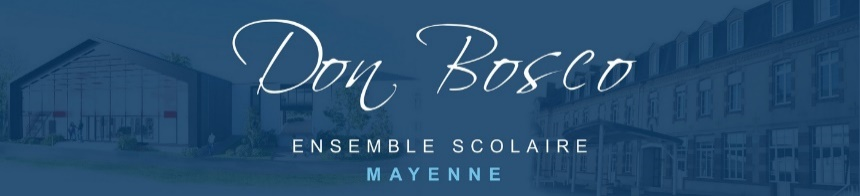 Don Bosco
ENSEMBLE SCOLAIRE
MAYENNE